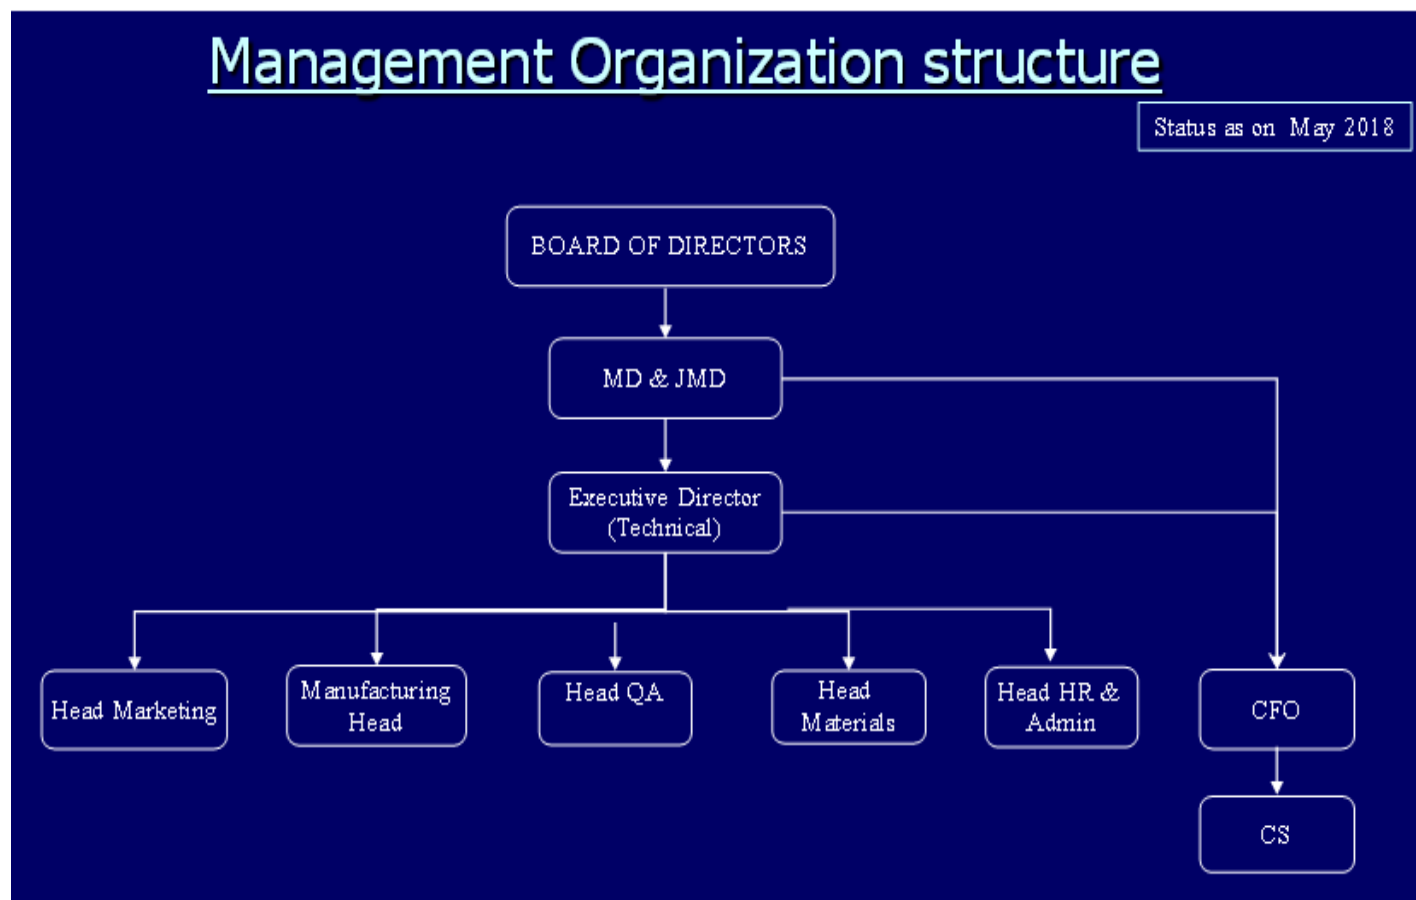 Management Organization structure
Status as on May 2018
BOARD OF DIRECTORS
MD & JMD
Executive Director
(Technical)
Head Marketing
Manufacturing
Head
Head QA
Head
Materials
Head HR &
Admin
CFO
CS